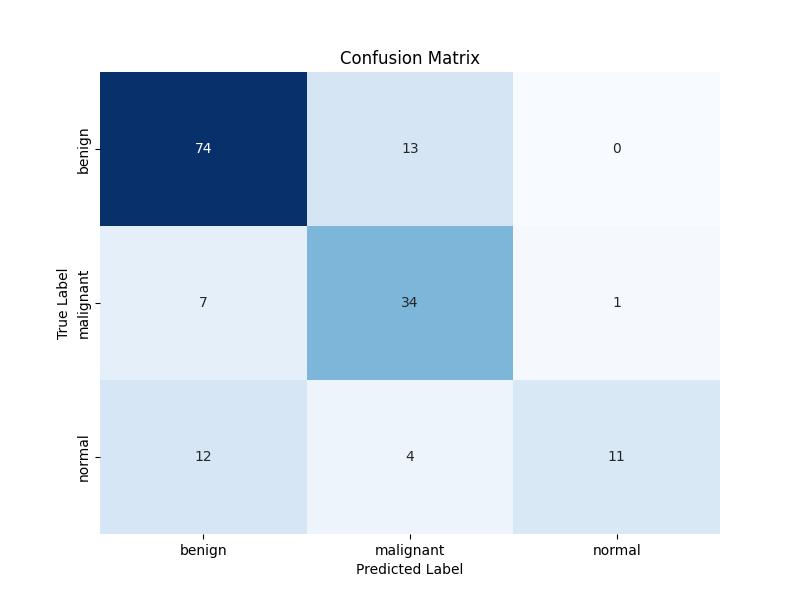 Confusion Matrix
True Label
benign
74 13 0
malignant
7 34 1
normal
12 4 11
benign malignant normal
Predicted Label